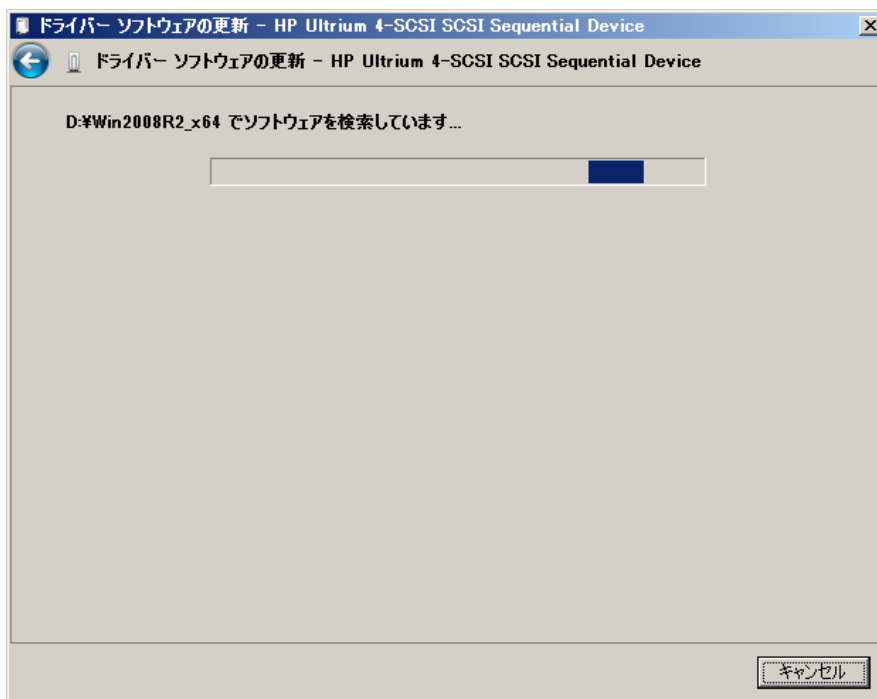 ドライバー ソフトウェアの更新 - HP Ultrium 4-SCSI SCSI Sequential Device
ドライバー ソフトウェアの更新 - HP Ultrium 4-SCSI SCSI Sequential Device
D:¥Win2008R2_x64 でソフトウェアを検索しています...
キャンセル